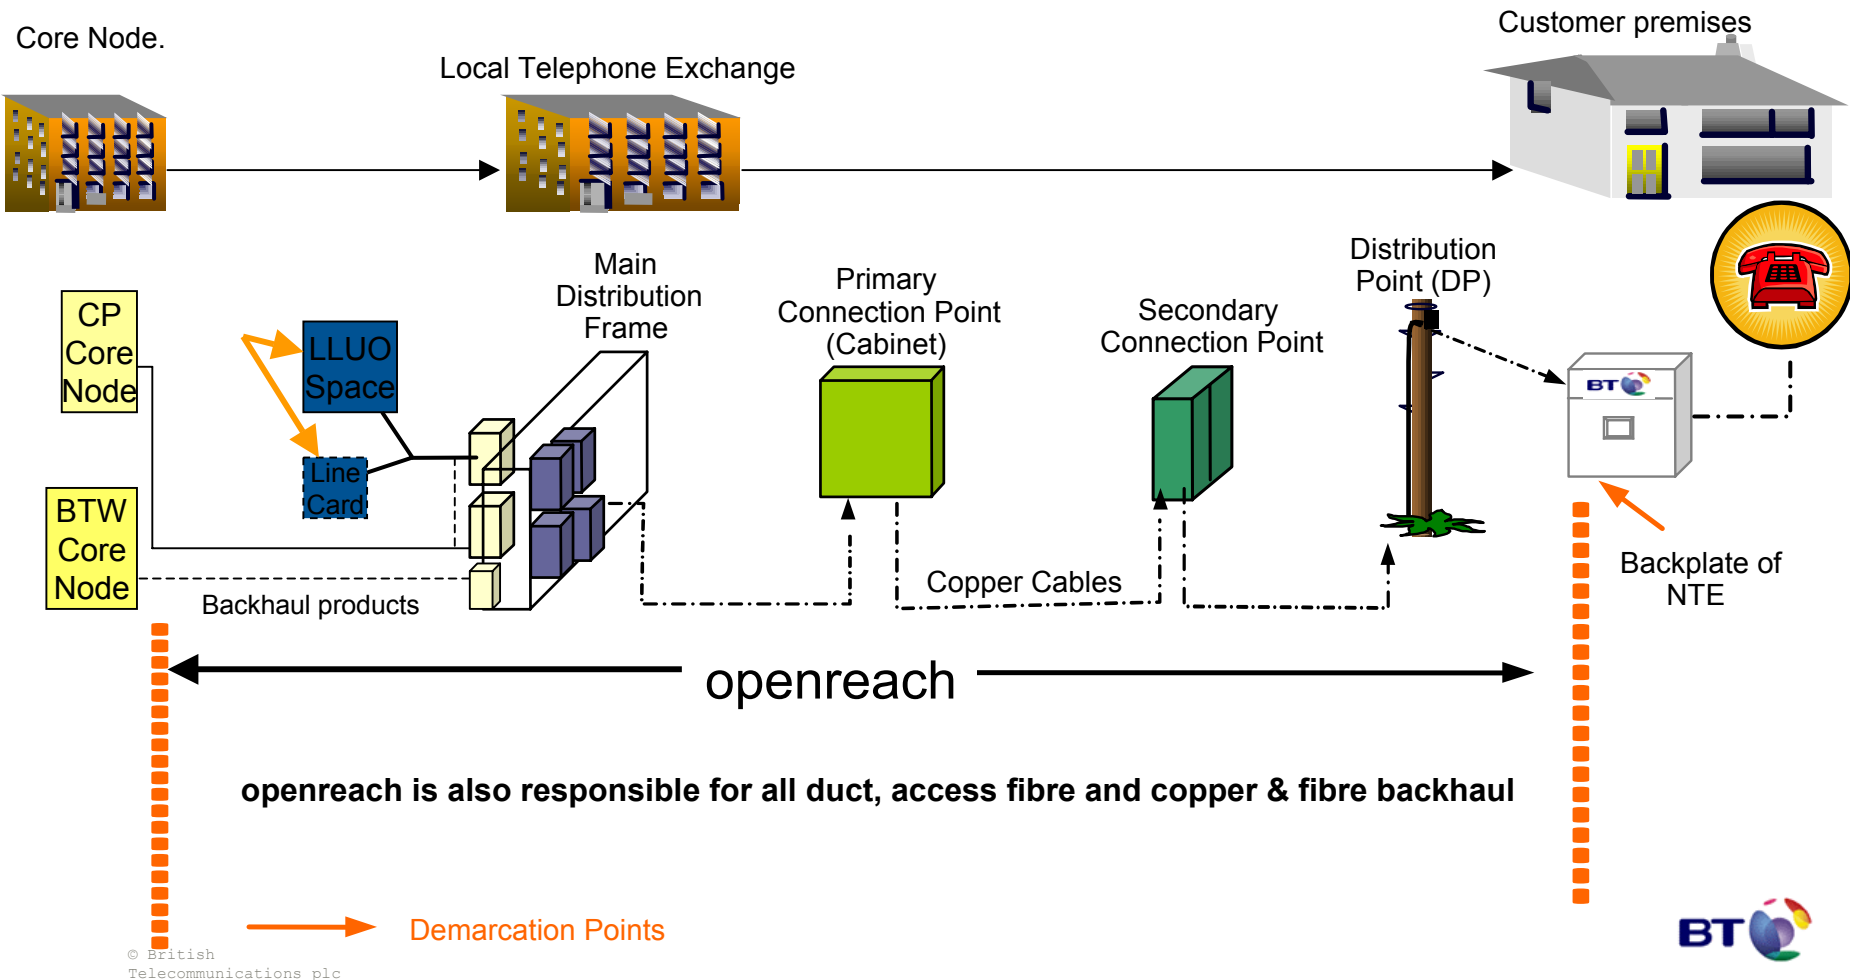 Core Node.
Local Telephone Exchange
Customer premises
CP
Core
Node
LLUO
Space
Line
Card
Main
Distribution
Frame
Primary
Connection Point
(Cabinet)
Secondary
Connection Point
Distribution
Point (DP)
BT
BTW
Core
Node
Backhaul products
Copper Cables
Backplate of
NTE
openreach
openreach is also responsible for all duct, access fibre and copper & fibre backhaul
Demarcation Points
BT
© British
Telecommunications plc